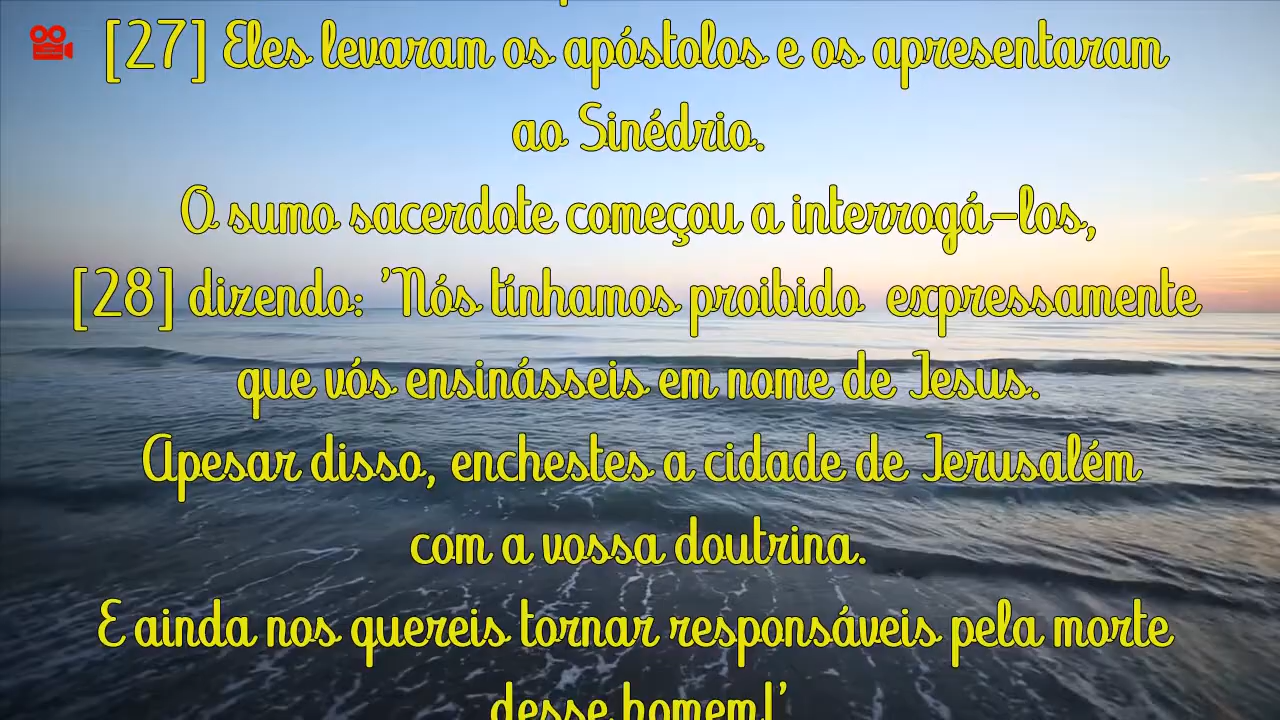 [27] Eles levaram os apóstolos e os apresentaram
ao Sinédrio.
O sumo sacerdote começou a interrogá-los,
[28] dizendo: 'Nós tínhamos proibido expressamente
que vós ensinásseis em nome de Jesus.
Apesar disso, enchestes a cidade de Jerusalém
com a vossa doutrina.
E ainda nos quereis tornar responsáveis pela morte
desse homem!'